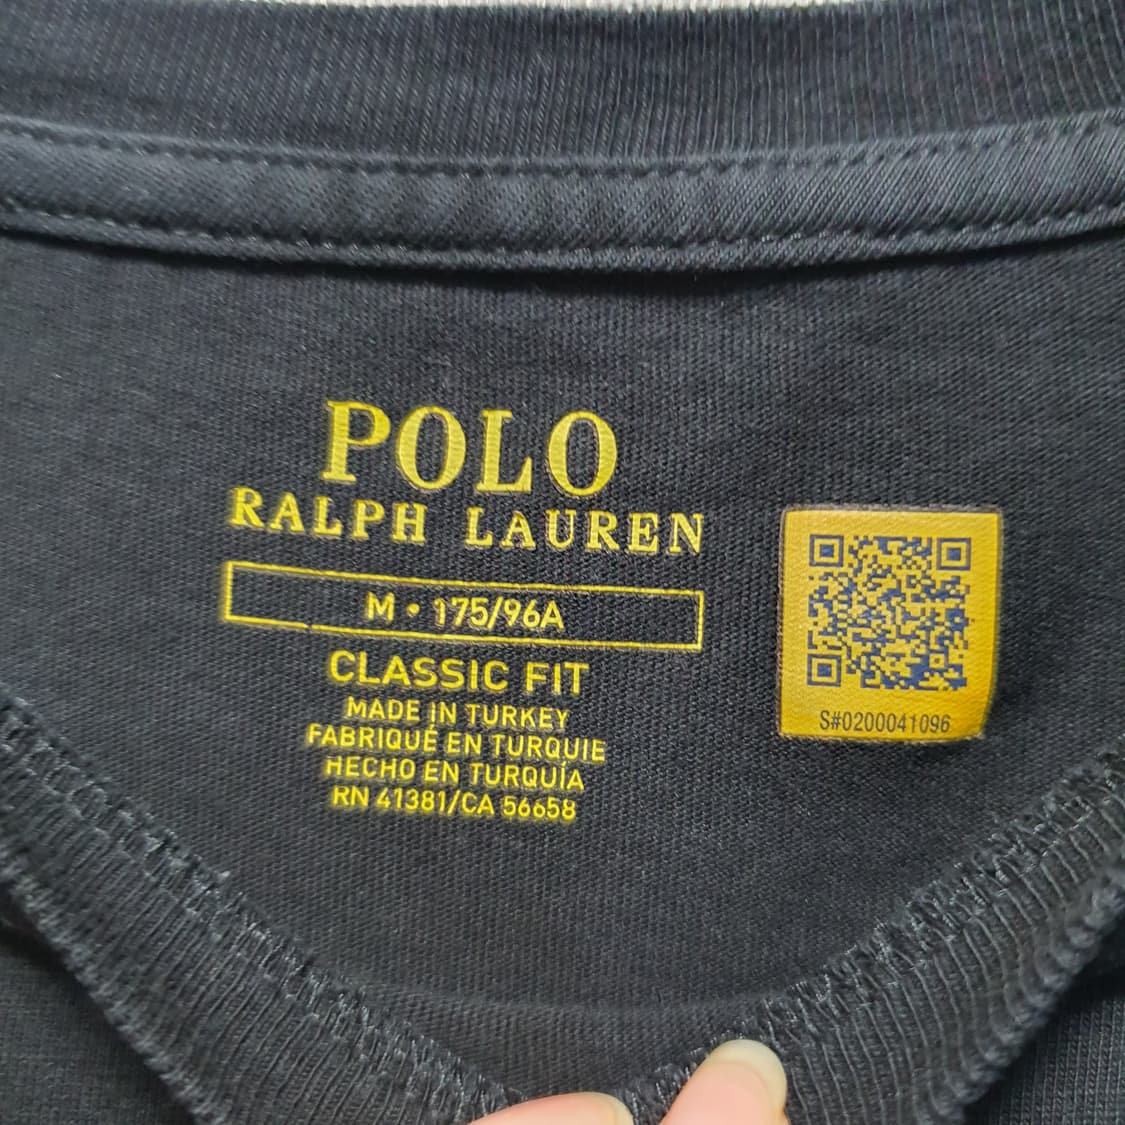 POLO
RALPH LAUREN
M • 175/96A
CLASSIC FIT
MADE IN TURKEY
FABRIQUÉ EN TURQUIE
HECHO EN TURQUÍA
RN 41381/CA 56658
S#0200041096